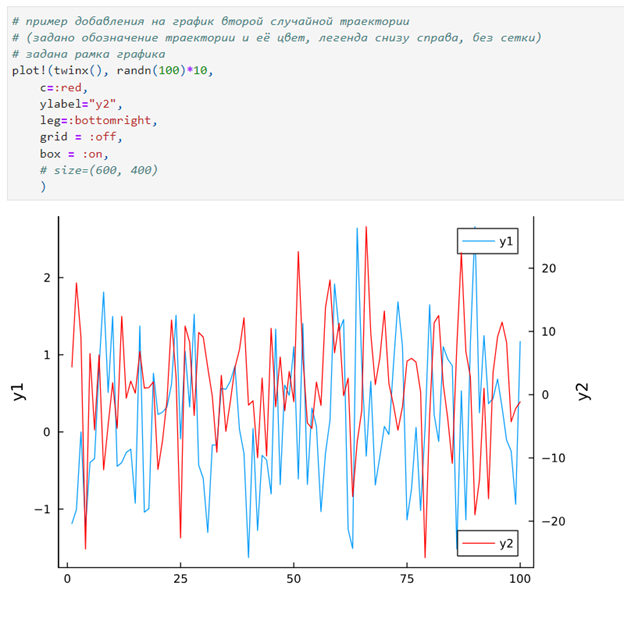 # пример добавления на график второй случайной траектории
# (задано обозначение траектории и её цвет, легенда снизу справа, без сетки)
# задана рамка графика
plot!(twinx(), randn(100)*10,
    c=:red,
    ylabel="y2",
    leg=:bottomright,
    grid = :off,
    box = :on,
    # size=(600, 400)
    )
y1
2
1
0
−1
y1
20
10
0
−10
−20
y2
y2
0
25
50
75
100